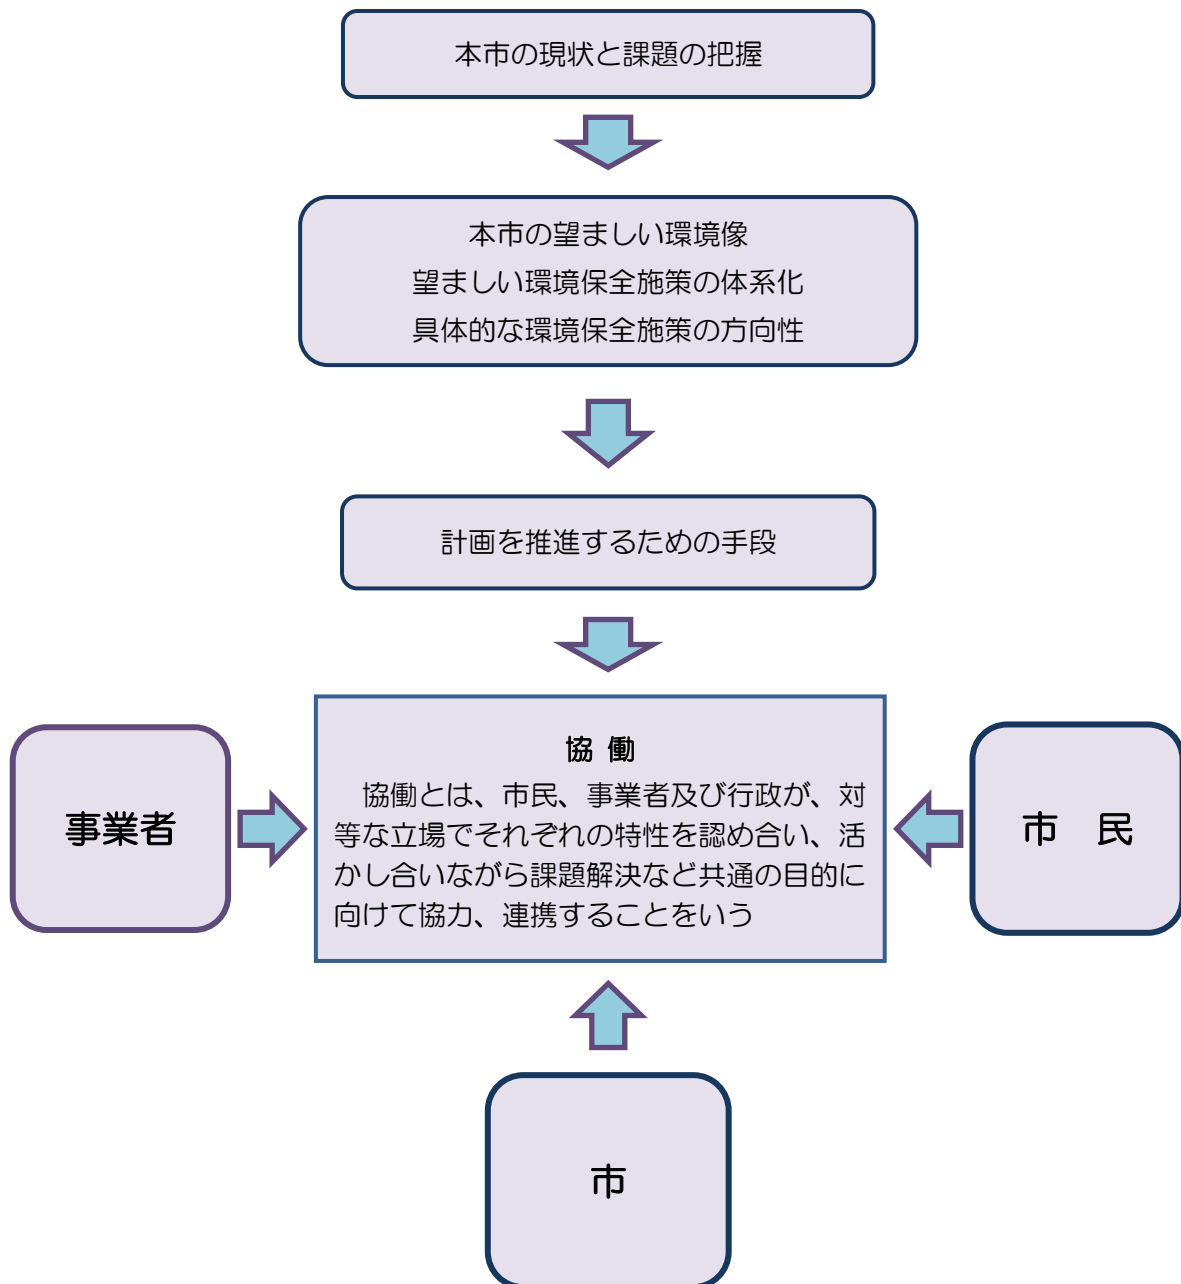 本市の現状と課題の把握
本市の望ましい環境像
望ましい環境保全施策の体系化
具体的な環境保全施策の方向性
計画を推進するための手段
協 働
　協働とは、市民、事業者及び行政が、対
等な立場でそれぞれの特性を認め合い、活
かし合いながら課題解決など共通の目的に
向けて協力、連携することをいう
事業者
市　民
市